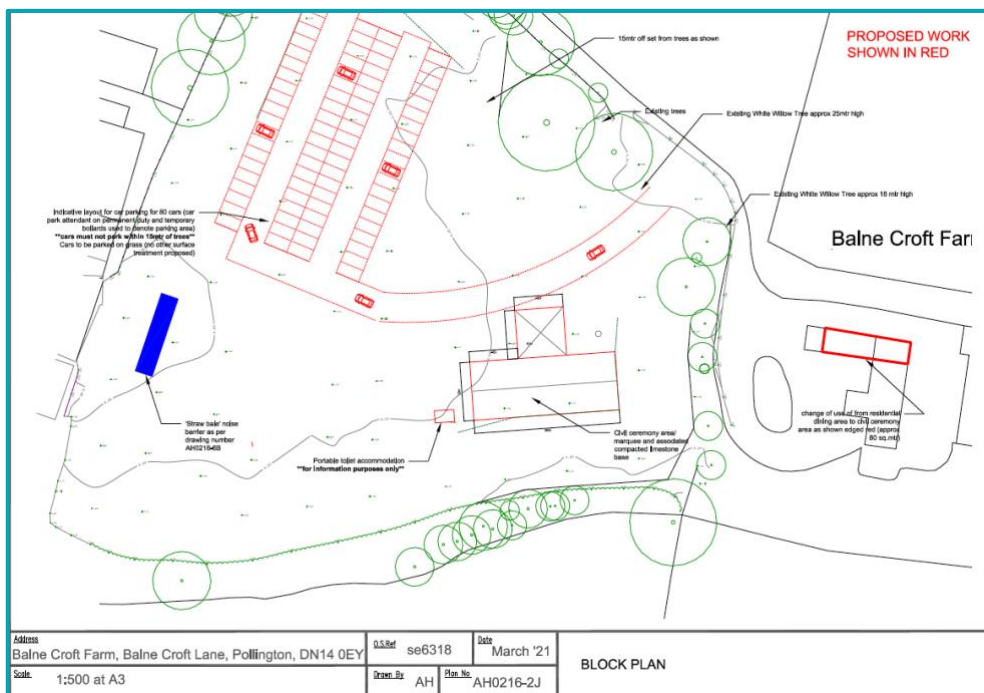 PROPOSED WORK
SHOWN IN RED
15mtr off set from trees as shown
Existing trees
Existing White Willow Tree approx 25mtr high
Existing White Willow Tree approx 18 mtr high
Balne Croft Far
Indicative layout for car parking for 80 cars (car
park attendant on permanent duty and temporary
bollards used to denote parking area)
**cars must not park within 15mtr of trees**
Cars to be parked on grass (no other surface
treatment proposed)
'Straw bale' noise
barrier as per
drawing number
AH0216-6B
Portable toilet accommodation
**for information purposes only**
Civil ceremony area/
marquee and associated
compacted limestone
base
change of use of from residential
dining area to civil ceremony
area as shown edged red (approx
80 sq.mtr)
Address
Balne Croft Farm, Balne Croft Lane, Pollington, DN14 0EY
O.S.Ref se6318
Date
March '21
Scale 1:500 at A3
Drawn By AH
Plan No AH0216-2J
BLOCK PLAN